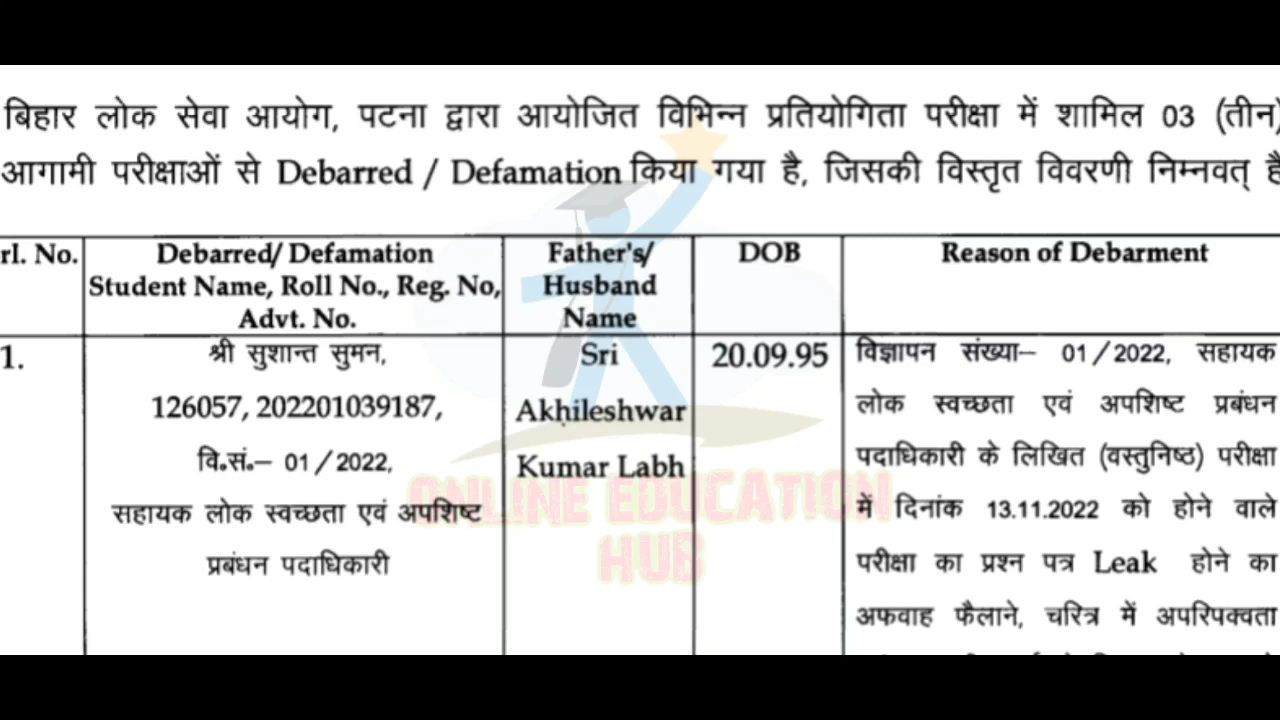 बिहार लोक सेवा आयोग, पटना द्वारा आयोजित विभिन्न प्रतियोगिता परीक्षा में शामिल 03 (तीन)
आगामी परीक्षाओं से Debarred / Defamation किया गया है, जिसकी विस्तृत विवरणी निम्नवत् है
rl. No.
Debarred/ Defamation
Student Name, Roll No., Reg. No,
Advt. No.
Father's/
Husband
Name
DOB
Reason of Debarment
1.
श्री सुशान्त सुमन,
126057, 202201039187,
वि.सं.– 01/2022,
सहायक लोक स्वच्छता एवं अपशिष्ट
प्रबंधन पदाधिकारी
Sri
Akhileshwar
Kumar Labh
20.09.95
विज्ञापन संख्या– 01/2022, सहायक
लोक स्वच्छता एवं अपशिष्ट प्रबंधन
पदाधिकारी के लिखित (वस्तुनिष्ठ) परीक्षा
में दिनांक 13.11.2022 को होने वाले
परीक्षा का प्रश्न पत्र Leak होने का
अफवाह फैलाने, चरित्र में अपरिपक्वता
ONLINE EDUCATION
HUB